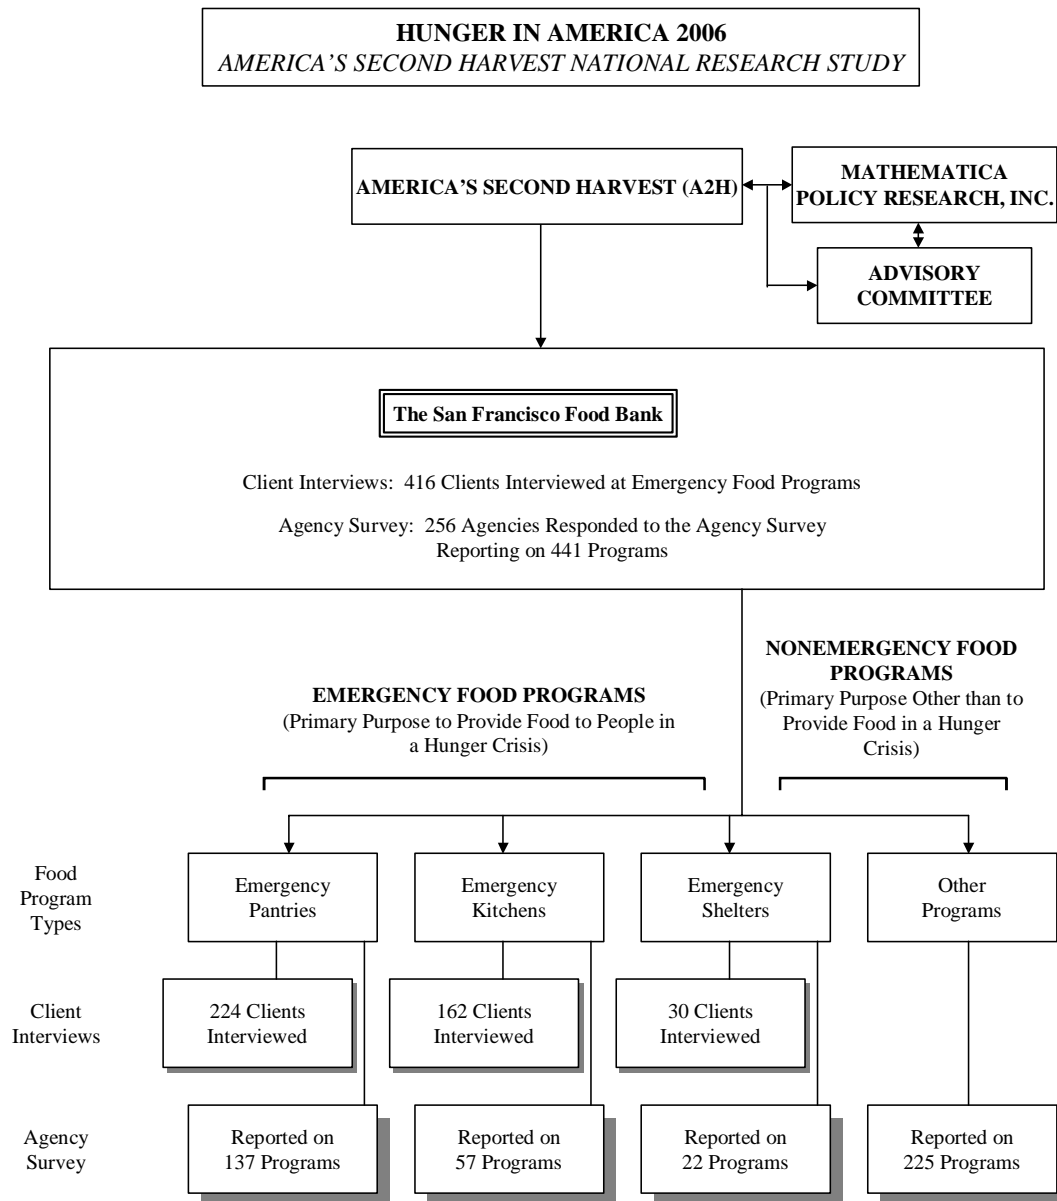 HUNGER IN AMERICA 2006
AMERICA'S SECOND HARVEST NATIONAL RESEARCH STUDY
AMERICA'S SECOND HARVEST (A2H)
MATHEMATICA
POLICY RESEARCH, INC.
ADVISORY
COMMITTEE
The San Francisco Food Bank
Client Interviews: 416 Clients Interviewed at Emergency Food Programs
Agency Survey: 256 Agencies Responded to the Agency Survey
Reporting on 441 Programs
EMERGENCY FOOD PROGRAMS
(Primary Purpose to Provide Food to People in
a Hunger Crisis)
NONEMERGENCY FOOD
PROGRAMS
(Primary Purpose Other than to
Provide Food in a Hunger
Crisis)
Food
Program
Types
Emergency
Pantries
Emergency
Kitchens
Emergency
Shelters
Other
Programs
Client
Interviews
224 Clients
Interviewed
162 Clients
Interviewed
30 Clients
Interviewed
Agency
Survey
Reported on
137 Programs
Reported on
57 Programs
Reported on
22 Programs
Reported on
225 Programs